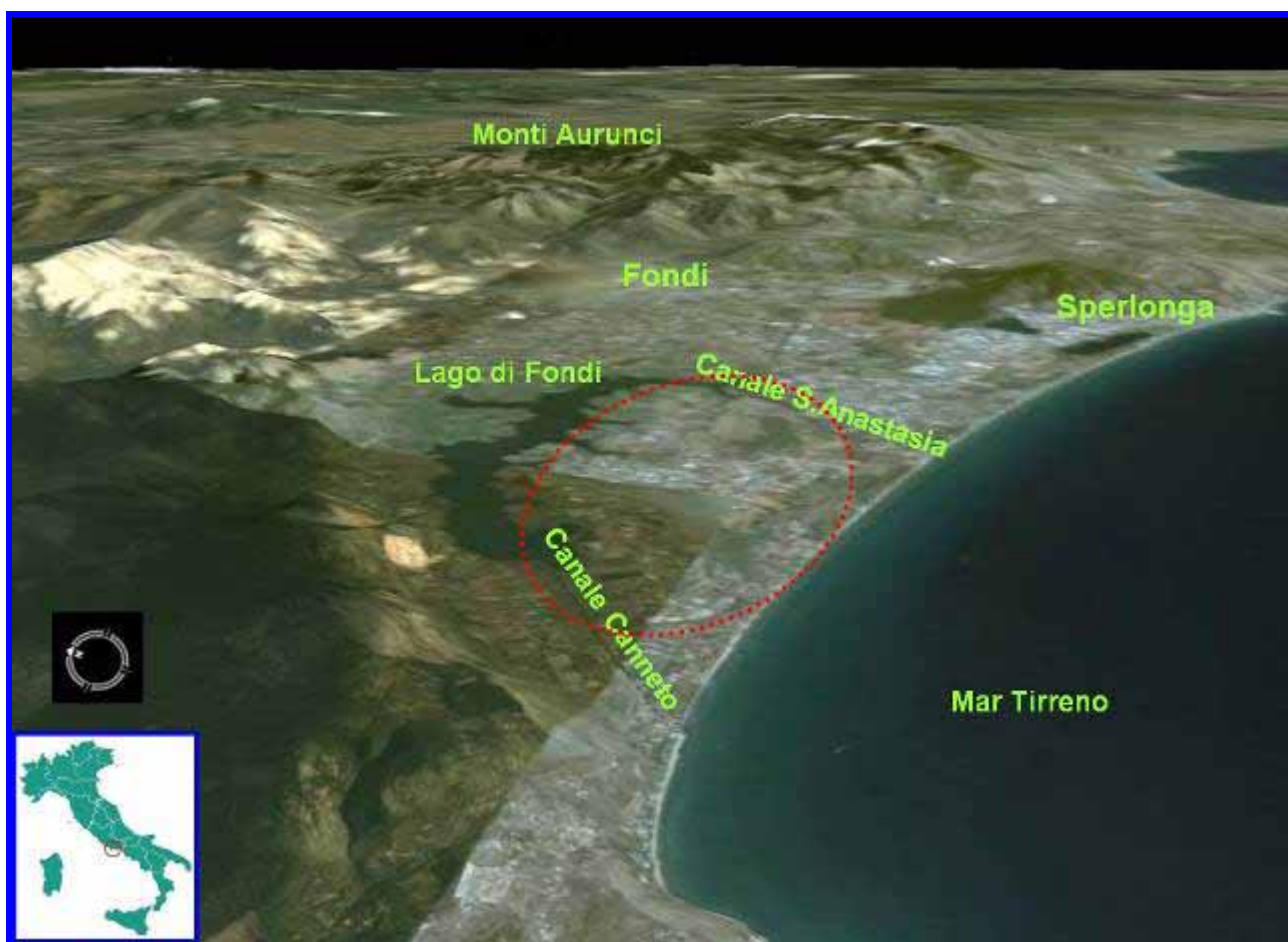 Monti Aurunci
Fondi
Sperlonga
Lago di Fondi
Canale S.Anastasia
Canale Canneto
Mar Tirreno